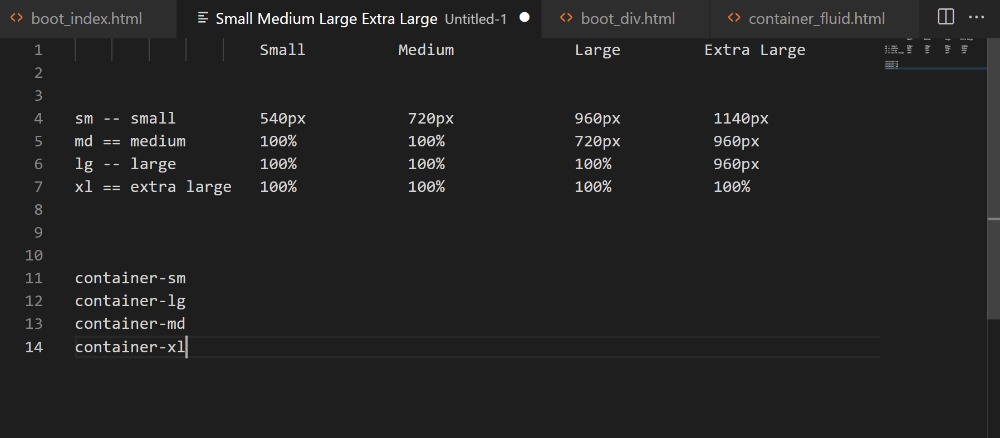 boot_index.html Small Medium Large Extra Large Untitled-1 boot_div.html container_fluid.html
1 Small Medium Large Extra Large
2
3
4 sm -- small 540px 720px 960px 1140px
5 md == medium 100% 100% 720px 960px
6 lg -- large 100% 100% 100% 960px
7 xl == extra large 100% 100% 100% 100%
8
9
10
11 container-sm
12 container-lg
13 container-md
14 container-xl